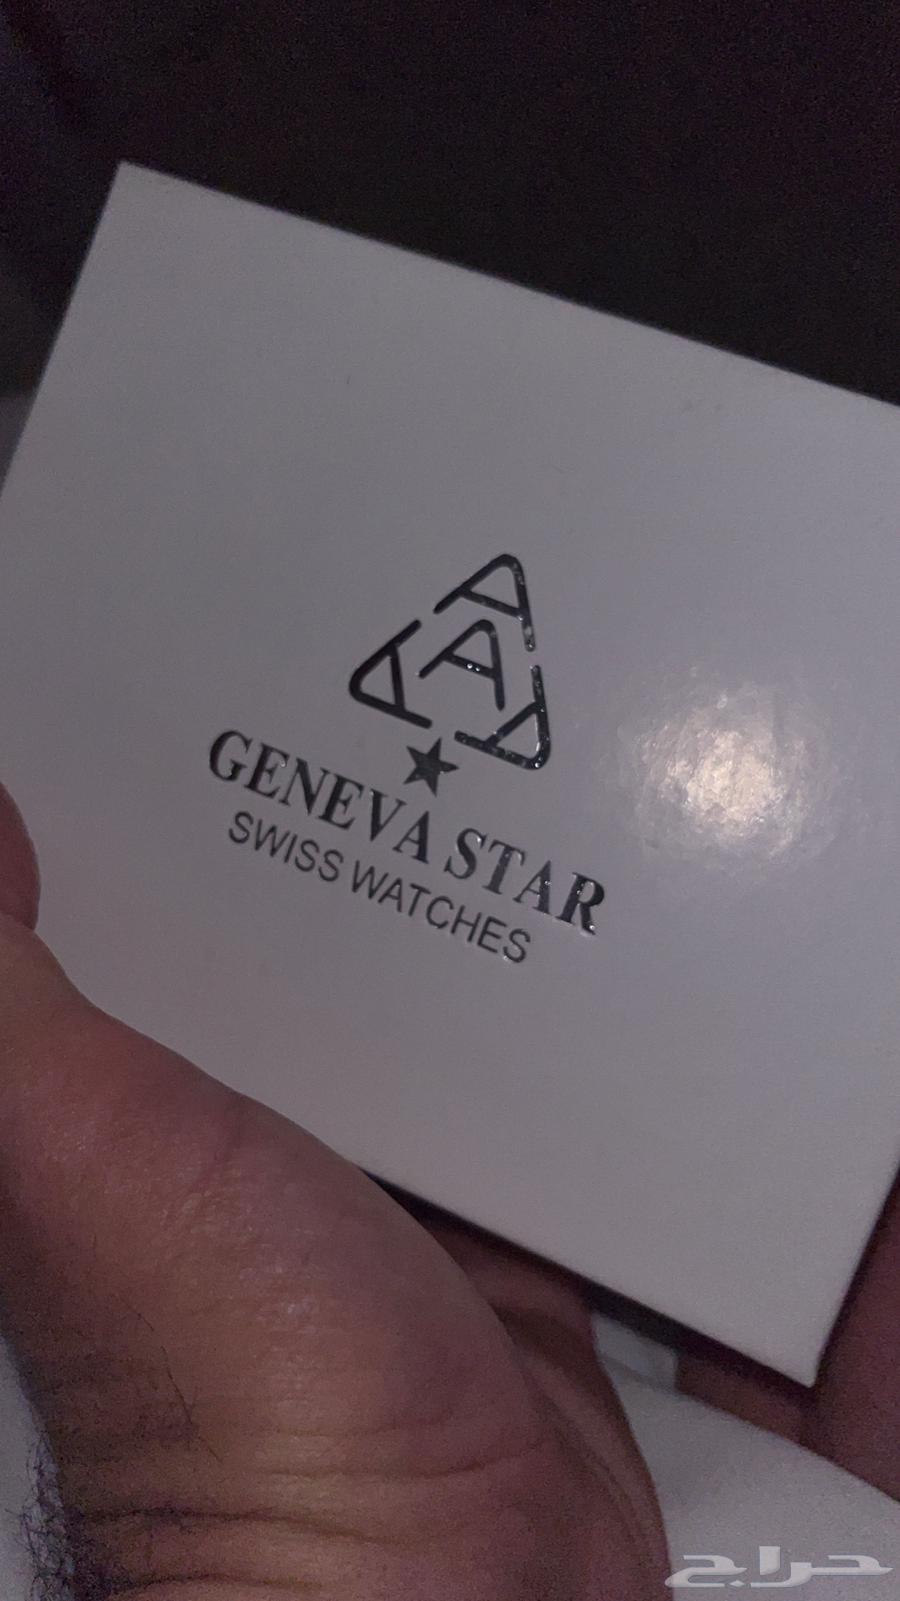 A
A A A
GENEVA STAR
SWISS WATCHES
حراج